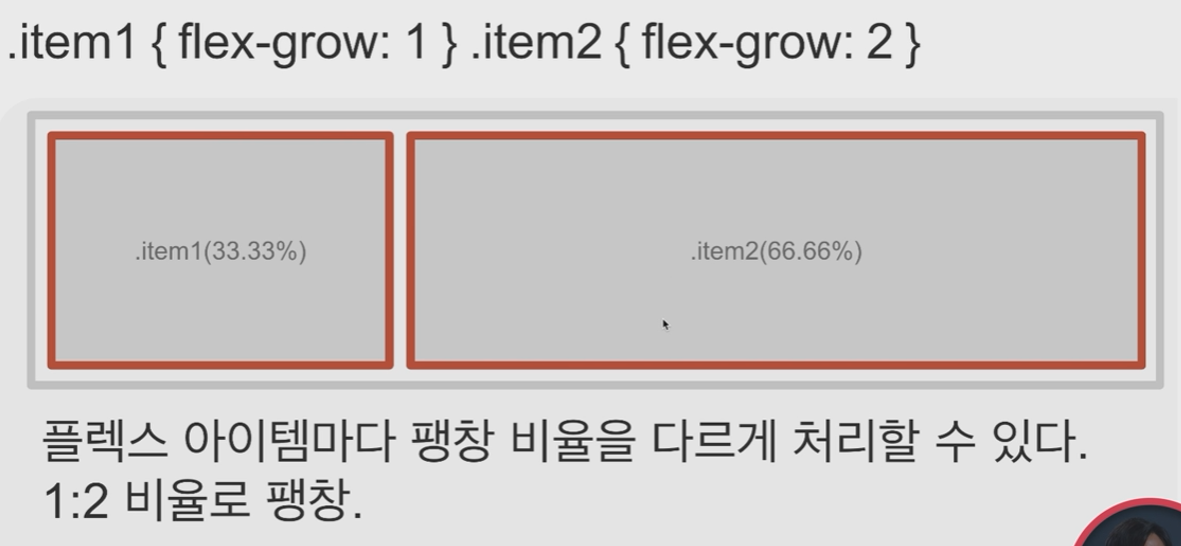 .item1 { flex-grow: 1 } .item2 { flex-grow: 2 }
.item1(33.33%)
.item2(66.66%)
플렉스 아이템마다 팽창 비율을 다르게 처리할 수 있다.
1:2 비율로 팽창.